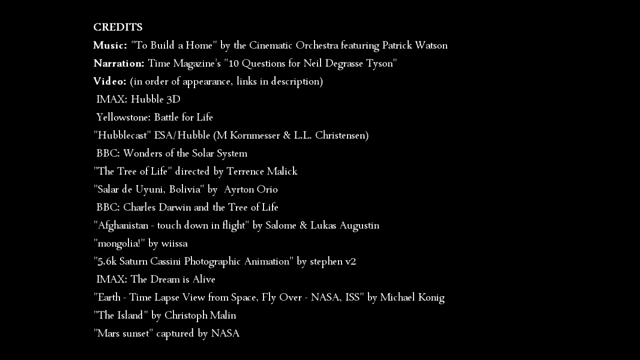 CREDITS
Music: "To Build a Home" by the Cinematic Orchestra featuring Patrick Watson
Narration: Time Magazine's "10 Questions for Neil Degrasse Tyson"
Video: (in order of appearance, links in description)
IMAX: Hubble 3D
Yellowstone: Battle for Life
"Hubblecast" ESA/Hubble (M Kornmesser & L.L. Christensen)
BBC: Wonders of the Solar System
"The Tree of Life" directed by Terrence Malick
"Salar de Uyuni, Bolivia" by Ayrton Orio
BBC: Charles Darwin and the Tree of Life
"Afghanistan - touch down in flight" by Salome & Lukas Augustin
"mongolia!" by wiissa
"5.6k Saturn Cassini Photographic Animation" by stephen v2
IMAX: The Dream is Alive
"Earth - Time Lapse View from Space, Fly Over - NASA, ISS" by Michael Konig
"The Island" by Christoph Malin
"Mars sunset" captured by NASA